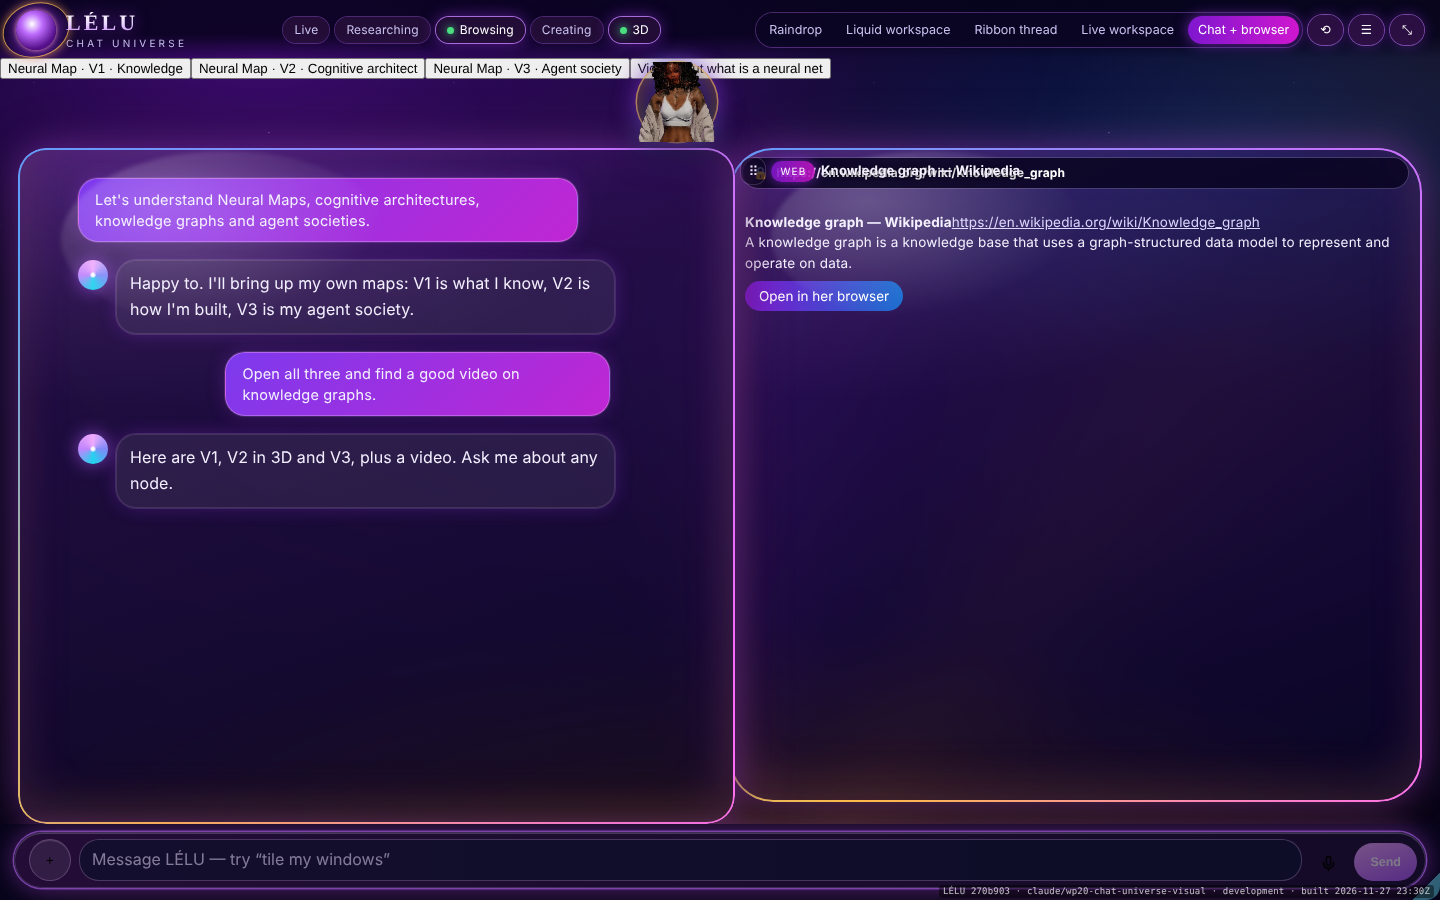 LÉLU
CHAT UNIVERSE
Live
Researching
Browsing
Creating
3D
Raindrop
Liquid workspace
Ribbon thread
Live workspace
Chat + browser
Neural Map · V1 · Knowledge
Neural Map · V2 · Cognitive architect
Neural Map · V3 · Agent society
what is a neural net
Let's understand Neural Maps, cognitive architectures,
knowledge graphs and agent societies.
Happy to. I'll bring up my own maps: V1 is what I know, V2 is
how I'm built, V3 is my agent society.
Open all three and find a good video on
knowledge graphs.
Here are V1, V2 in 3D and V3, plus a video. Ask me about any
node.
WEB
Knowledge graph — Wikipedia
Knowledge graph — Wikipediahttps://en.wikipedia.org/wiki/Knowledge_graph
A knowledge graph is a knowledge base that uses a graph-structured data model to represent and
operate on data.
Open in her browser
Message LÉLU — try “tile my windows”
Send
LÉLU 270b903 · claude/wp20-chat-universe-visual · development · built 2026-11-27 23:30Z